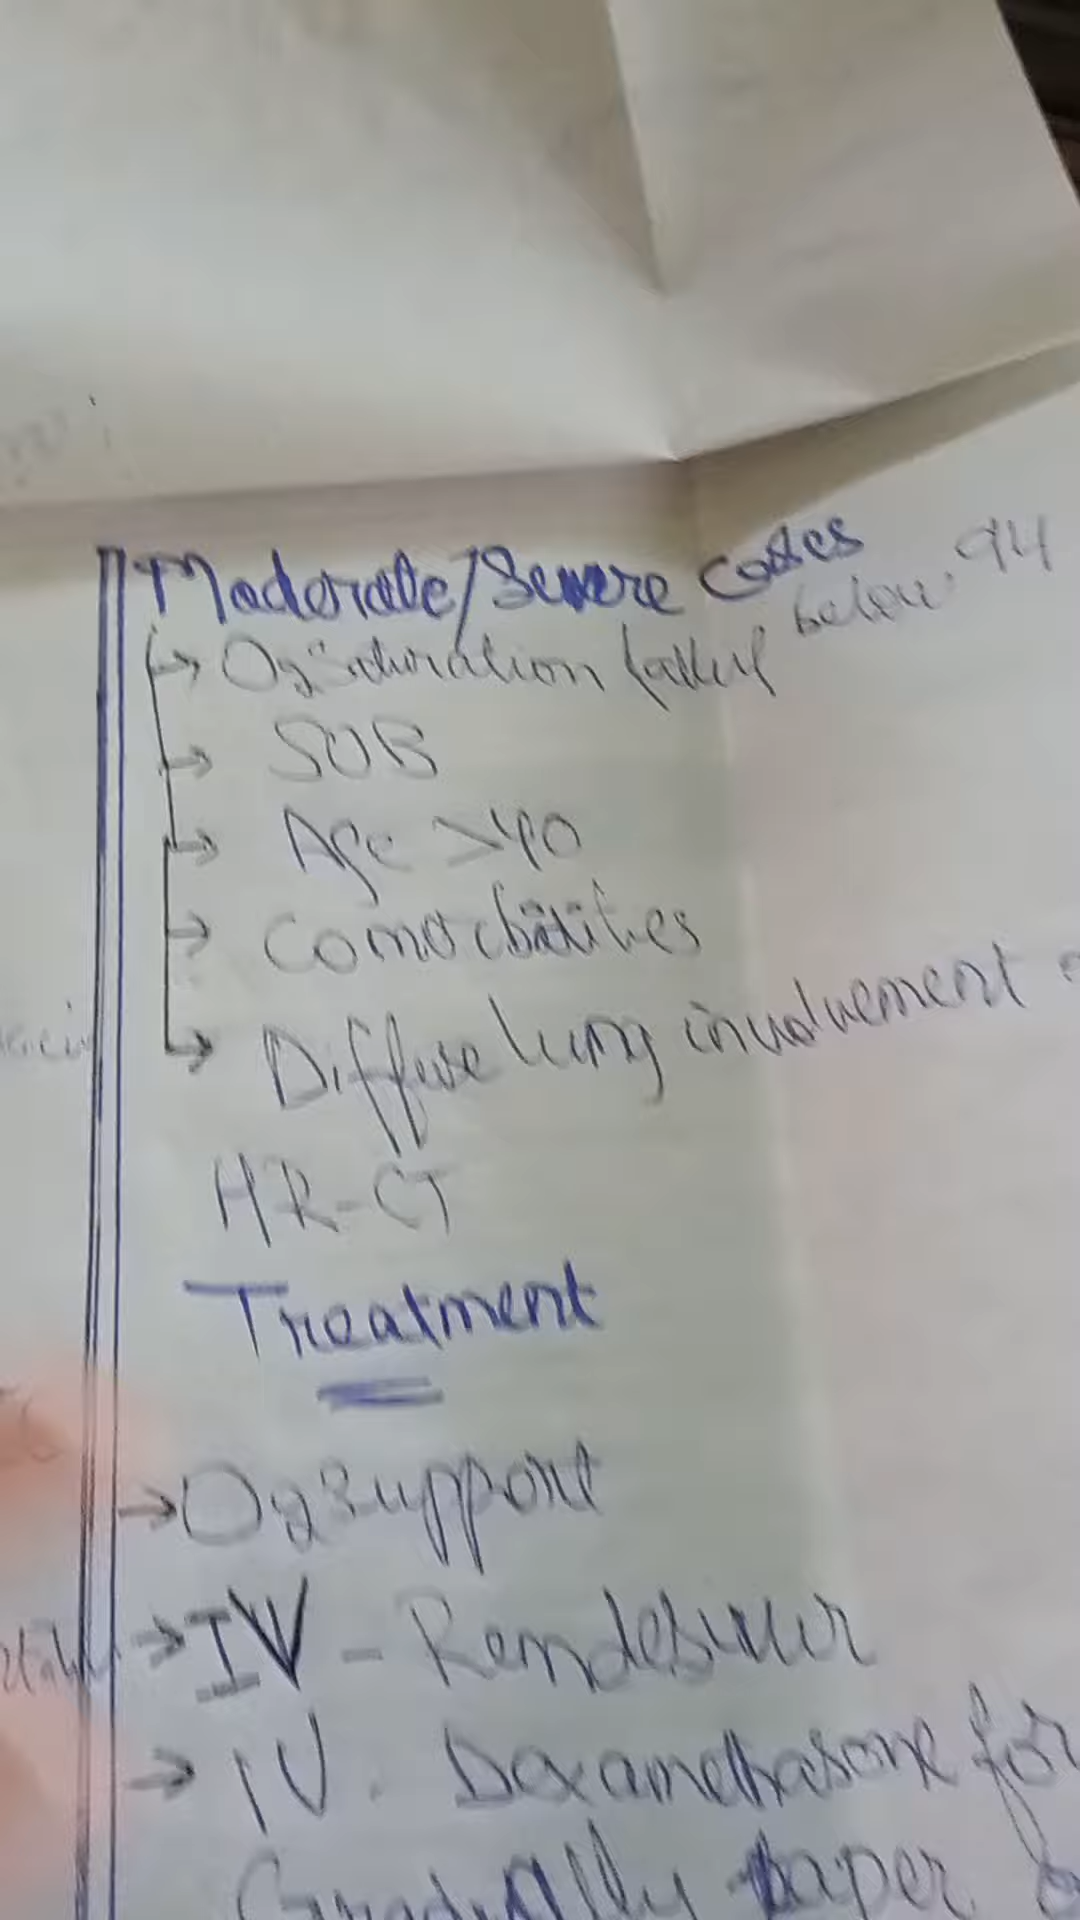 Moderate/Severe cases
→ O2 Saturation falls below 94
→ SOB
→ Age >40
→ Comorbidities
→ Diffuse lung involvement
HR-CT
Treatment
→ O2 Support
→ IV - Remdesivir
→ IV. Dexamethasone for
Gradually taper